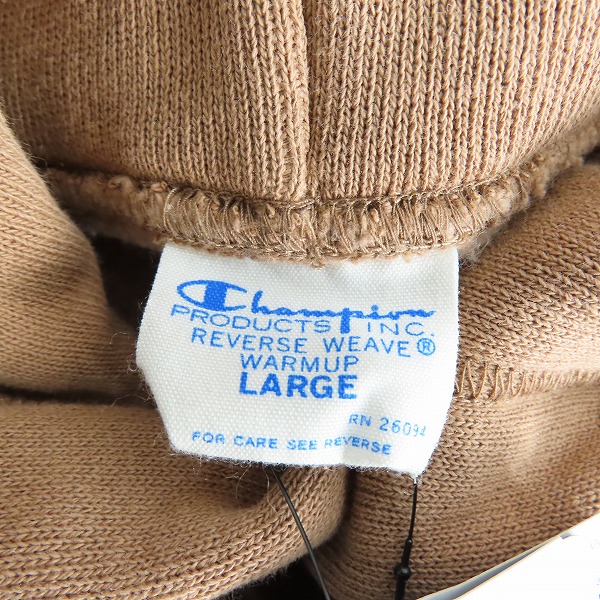 Champion
PRODUCTS INC.
REVERSE WEAVE®
WARMUP
LARGE
RN 26094
FOR CARE SEE REVERSE